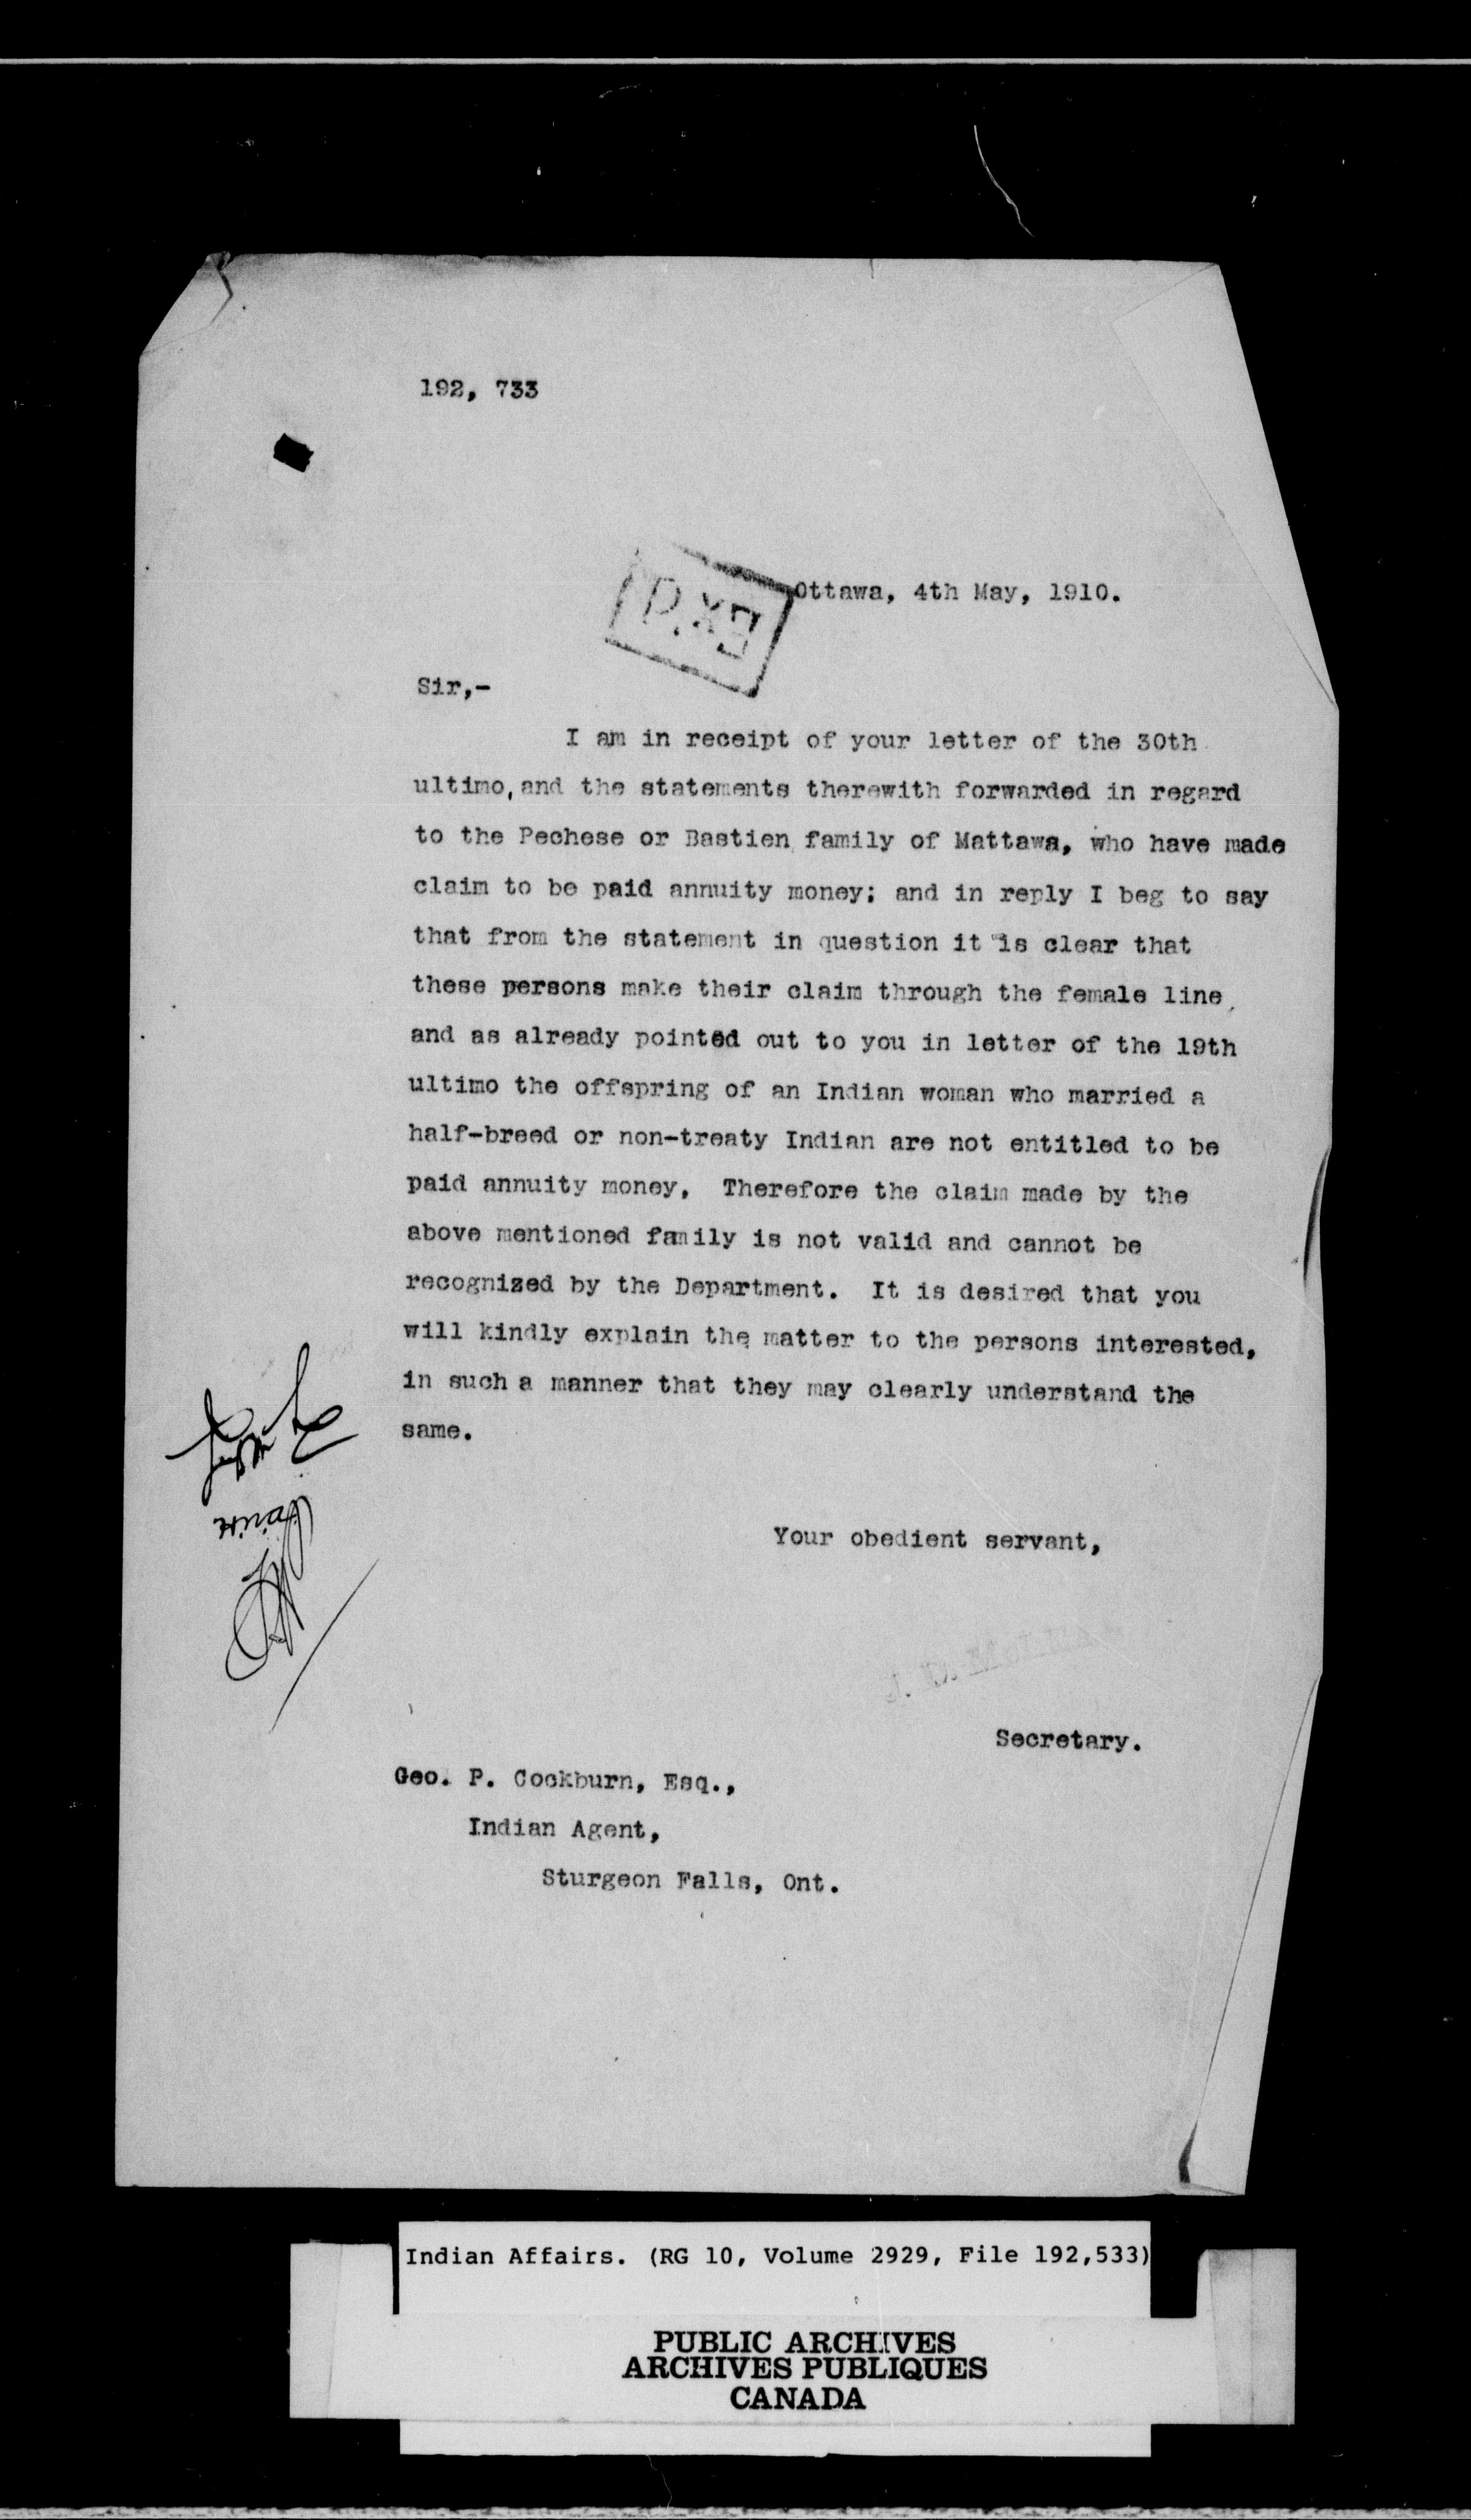 192, 733
EX'D
Ottawa, 4th May, 1910.
Sir,-
I am in receipt of your letter of the 30th
ultimo, and the statements therewith forwarded in regard
to the Pechese or Bastien family of Mattawa, who have made
claim to be paid annuity money; and in reply I beg to say
that from the statement in question it is clear that
these persons make their claim through the female line,
and as already pointed out to you in letter of the 19th
ultimo the offspring of an Indian woman who married a
half-breed or non-treaty Indian are not entitled to be
paid annuity money. Therefore the claim made by the
above mentioned family is not valid and cannot be
recognized by the Department. It is desired that you
will kindly explain the matter to the persons interested,
in such a manner that they may clearly understand the
same.
Your obedient servant,
Secretary.
Geo. P. Cockburn, Esq.,
Indian Agent,
Sturgeon Falls, Ont.
Indian Affairs. (RG 10, Volume 2929, File 192,533)
PUBLIC ARCHIVES
ARCHIVES PUBLIQUES
CANADA